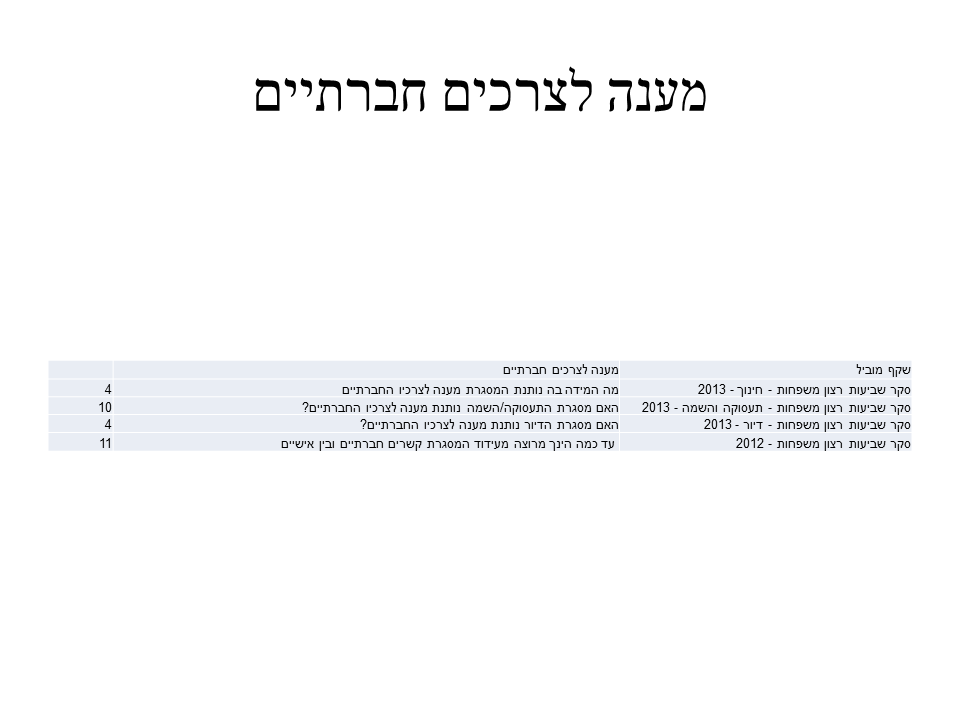 מענה לצרכים חברתיים
שקף מוביל מענה לצרכים חברתיים
סקר שביעות רצון משפחות - חינוך - 2013 מה המידה בה נותנת המסגרת מענה לצרכיו החברתיים 4
סקר שביעות רצון משפחות - תעסוקה והשמה - 2013 האם מסגרת התעסוקה/השמה נותנת מענה לצרכיו החברתיים? 10
סקר שביעות רצון משפחות - דיור - 2013 האם מסגרת הדיור נותנת מענה לצרכיו החברתיים? 4
סקר שביעות רצון משפחות - 2012 עד כמה הינך מרוצה מעידוד המסגרת קשרים חברתיים ובין אישיים 11